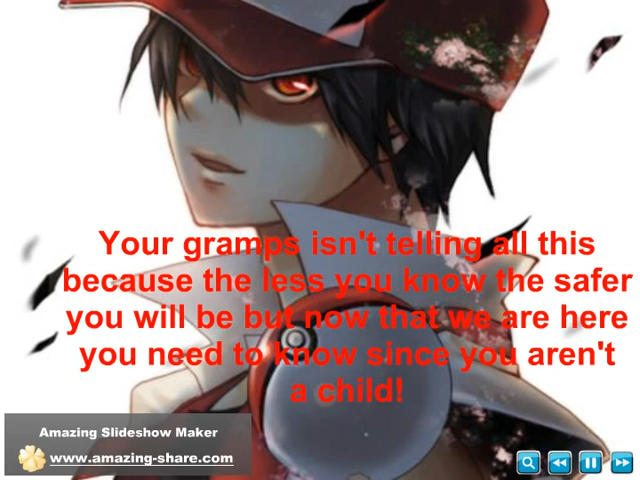 Your gramps isn't telling all this
because the less you know the safer
you will be but now that we are here
you need to know since you aren't
a child!
Amazing Slideshow Maker
www.amazing-share.com